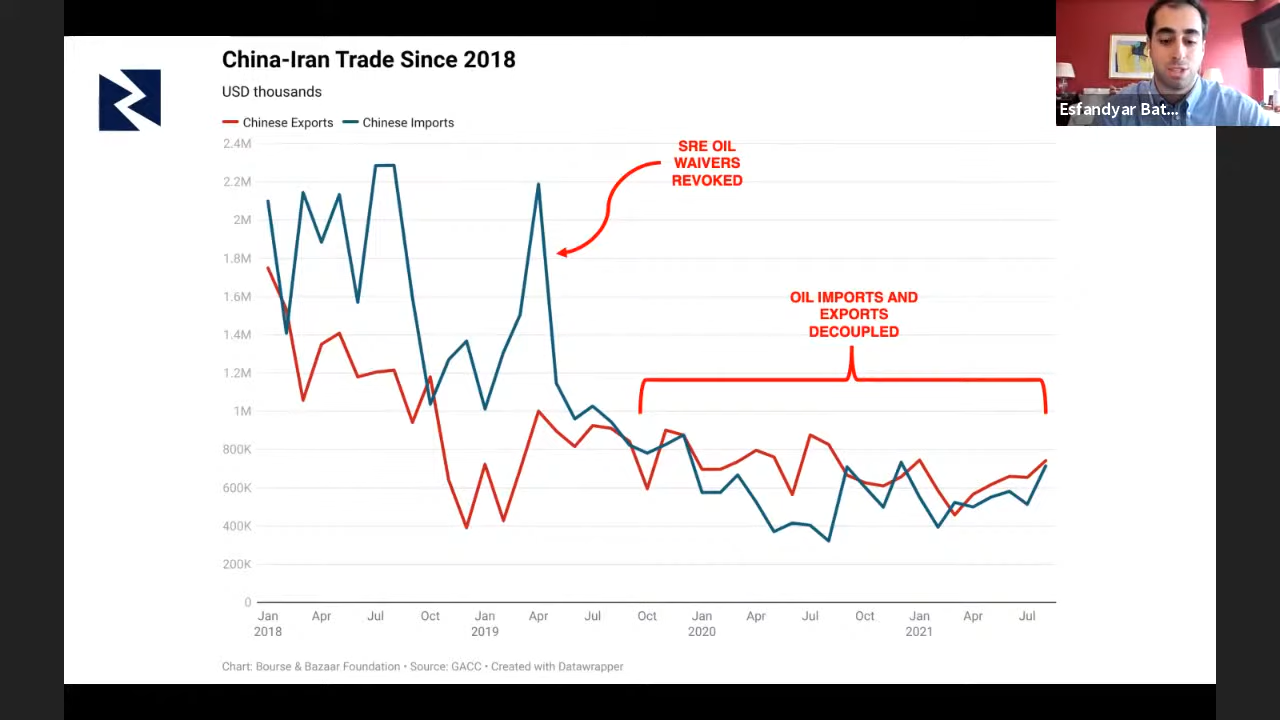 China-Iran Trade Since 2018
USD thousands
Chinese Exports Chinese Imports
Esfandyar Bat...
2.4M
2.2M
2M
1.8M
1.6M
1.4M
1.2M
1M
800K
600K
400K
200K
0
SRE OIL
WAIVERS
REVOKED
OIL IMPORTS AND
EXPORTS
DECOUPLED
Jan Apr Jul Oct Jan Apr Jul Oct Jan Apr Jul Oct Jan Apr Jul
2018 2019 2020 2021
Chart: Bourse & Bazaar Foundation • Source: GACC • Created with Datawrapper